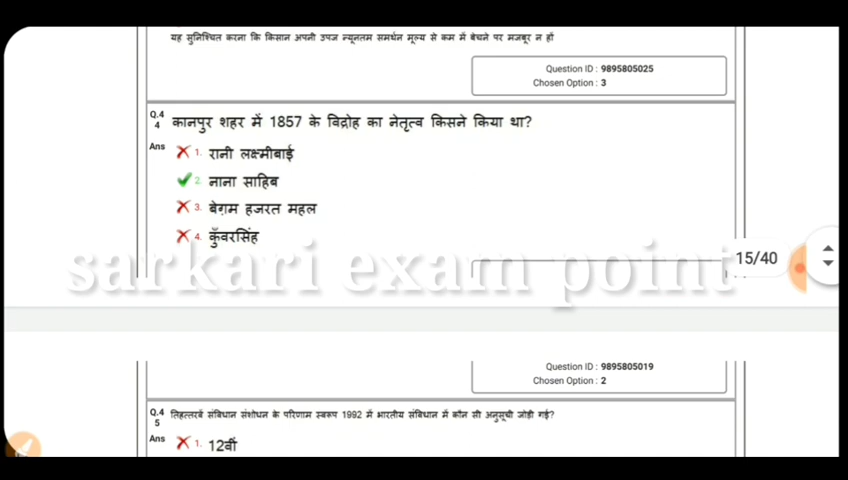 यह सुनिश्चित करना कि किसान अपनी उपज न्यूनतम समर्थन मूल्य से कम में बेचने पर मजबूर न हों
Question ID : 9895805025
Chosen Option : 3
Q.4
4 कानपुर शहर में 1857 के विद्रोह का नेतृत्व किसने किया था?
Ans 1. रानी लक्ष्मीबाई
2. नाना साहिब
3. बेग़म हजरत महल
4. कुँवरसिंह
sarkari exam point
15/40
Question ID : 9895805019
Chosen Option : 2
Q.4
5 तिहत्तरवें संविधान संशोधन के परिणाम स्वरूप 1992 में भारतीय संविधान में कौन सी अनुसूची जोड़ी गई?
Ans 1. 12वीं